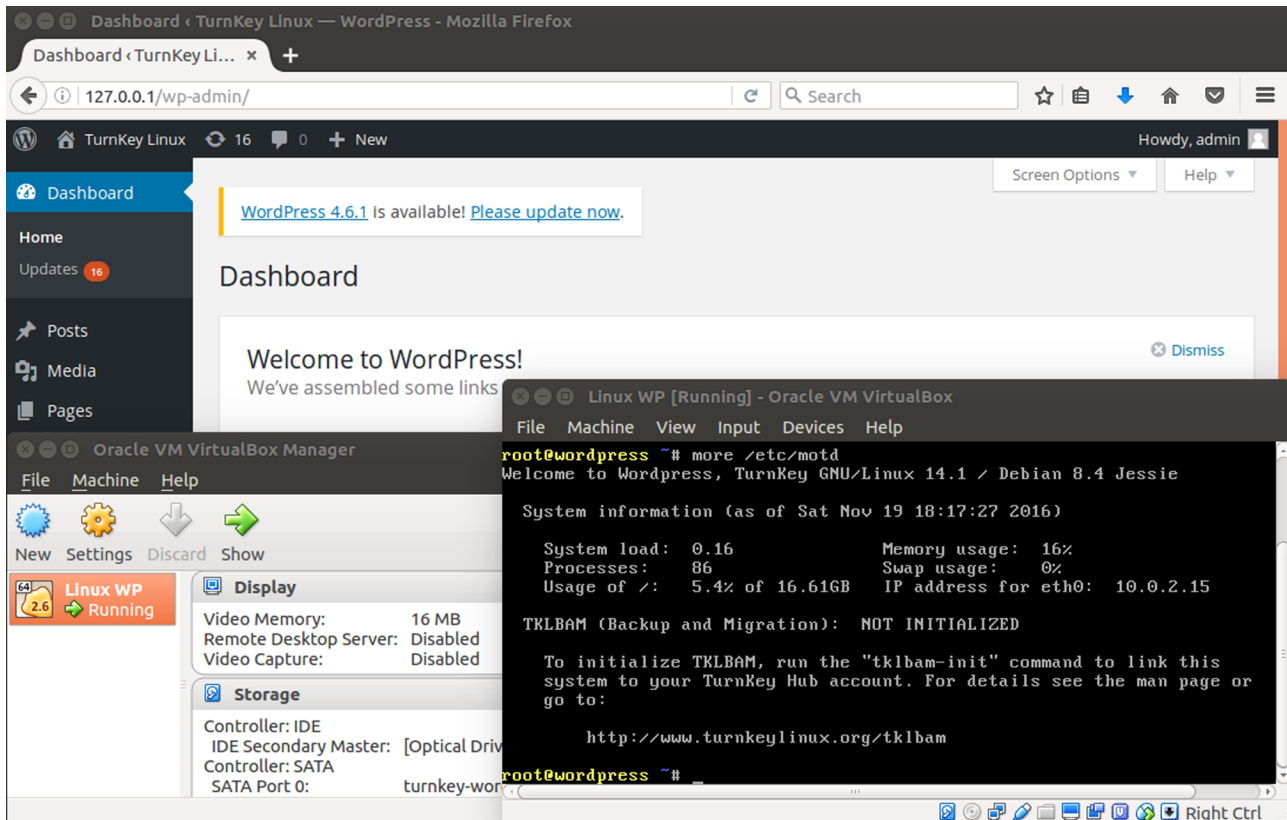 Dashboard ‹ TurnKey Linux — WordPress - Mozilla Firefox
Dashboard ‹ TurnKey Li… ×
127.0.0.1/wp-admin/
Search
TurnKey Linux 16 0 + New
Howdy, admin
Dashboard
Home
Updates 16
Posts
Media
Pages
Screen Options
Help
WordPress 4.6.1 is available! Please update now.
Dashboard
Welcome to WordPress!
We've assembled some links
Dismiss
Oracle VM VirtualBox Manager
File Machine Help
New Settings Discard Show
64
2.6
Linux WP
Running
Display
Video Memory: 16 MB
Remote Desktop Server: Disabled
Video Capture: Disabled
Storage
Controller: IDE
IDE Secondary Master: [Optical Driv
Controller: SATA
SATA Port 0: turnkey-wor
Linux WP [Running] - Oracle VM VirtualBox
File Machine View Input Devices Help
root@wordpress ~# more /etc/motd
Welcome to Wordpress, TurnKey GNU/Linux 14.1 / Debian 8.4 Jessie
System information (as of Sat Nov 19 18:17:27 2016)
System load: 0.16 Memory usage: 16%
Processes: 86 Swap usage: 0%
Usage of /: 5.4% of 16.61GB IP address for eth0: 10.0.2.15
TKLBAM (Backup and Migration): NOT INITIALIZED
To initialize TKLBAM, run the "tklbam-init" command to link this
system to your TurnKey Hub account. For details see the man page or
go to:
http://www.turnkeylinux.org/tklbam
root@wordpress ~# _
Right Ctrl